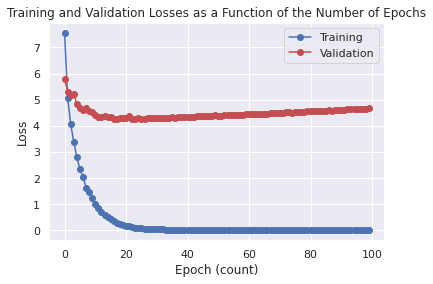 Training and Validation Losses as a Function of the Number of Epochs
Training
Validation
Loss
7
6
5
4
3
2
1
0
0 20 40 60 80 100
Epoch (count)